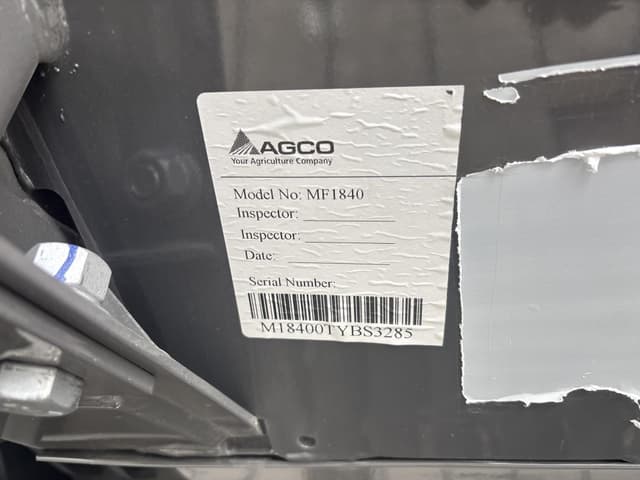 AGCO
Your Agriculture Company
Model No: MF1840
Inspector:
Inspector:
Date:
Serial Number:
M18400TYBS3285